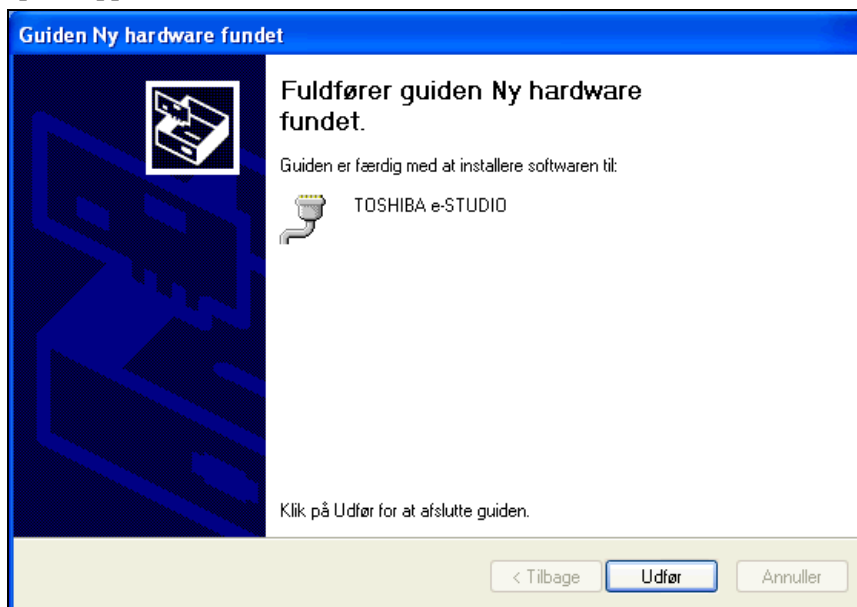 Guiden Ny hardware fundet
Fuldfører guiden Ny hardware
fundet.
Guiden er færdig med at installere softwaren til:
TOSHIBA e-STUDIO
Klik på Udfør for at afslutte guiden.
< Tilbage
Udfør
Annuller